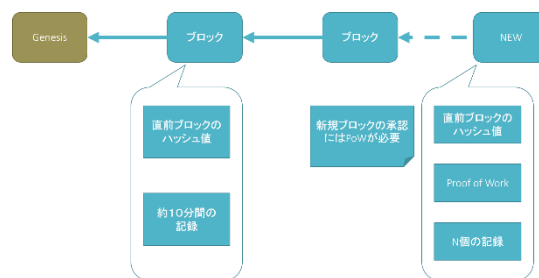 Genesis
ブロック
ブロック
NEW
直前ブロックの
ハッシュ値
約10分間の
記録
新規ブロックの承認
にはPoWが必要
直前ブロックの
ハッシュ値
Proof of Work
N個の記録